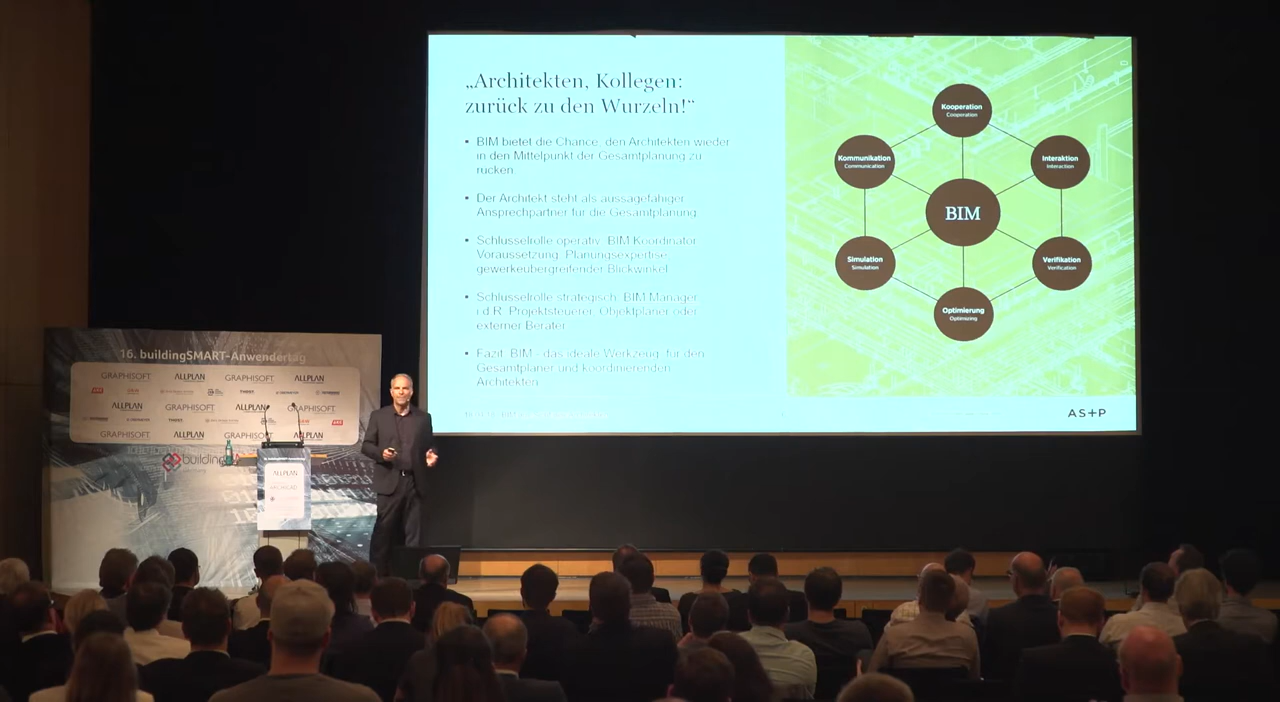 „Architekten, Kollegen:
zurück zu den Wurzeln!“
BIM bietet die Chance, den Architekten wieder
in den Mittelpunkt der Gesamtplanung zu
rücken.
Der Architekt steht als aussagefähiger
Ansprechpartner für die Gesamtplanung
Schlüsselrolle operativ: BIM Koordinator
Voraussetzung: Planungsexpertise
gewerkeübergreifender Blickwinkel
Schlüsselrolle strategisch: BIM Manager
i.d.R. Projektsteuerer, Objektplaner oder
externer Berater
Fazit: BIM - das ideale Werkzeug für den
Gesamtplaner und koordinierenden
Architekten
Kooperation
Cooperation
Kommunikation
Communication
Interaktion
Interaction
BIM
Simulation
Simulation
Verifikation
Verification
Optimierung
Optimizing
AS+P
16. buildingSMART-Anwendertag
GRAPHISOFT ALLPLAN GRAPHISOFT ALLPLAN
ALLPLAN GRAPHISOFT ALLPLAN GRAPHISOFT
GRAPHISOFT ALLPLAN GRAPHISOFT ALLPLAN
building
ALLPLAN
ARCHICAD